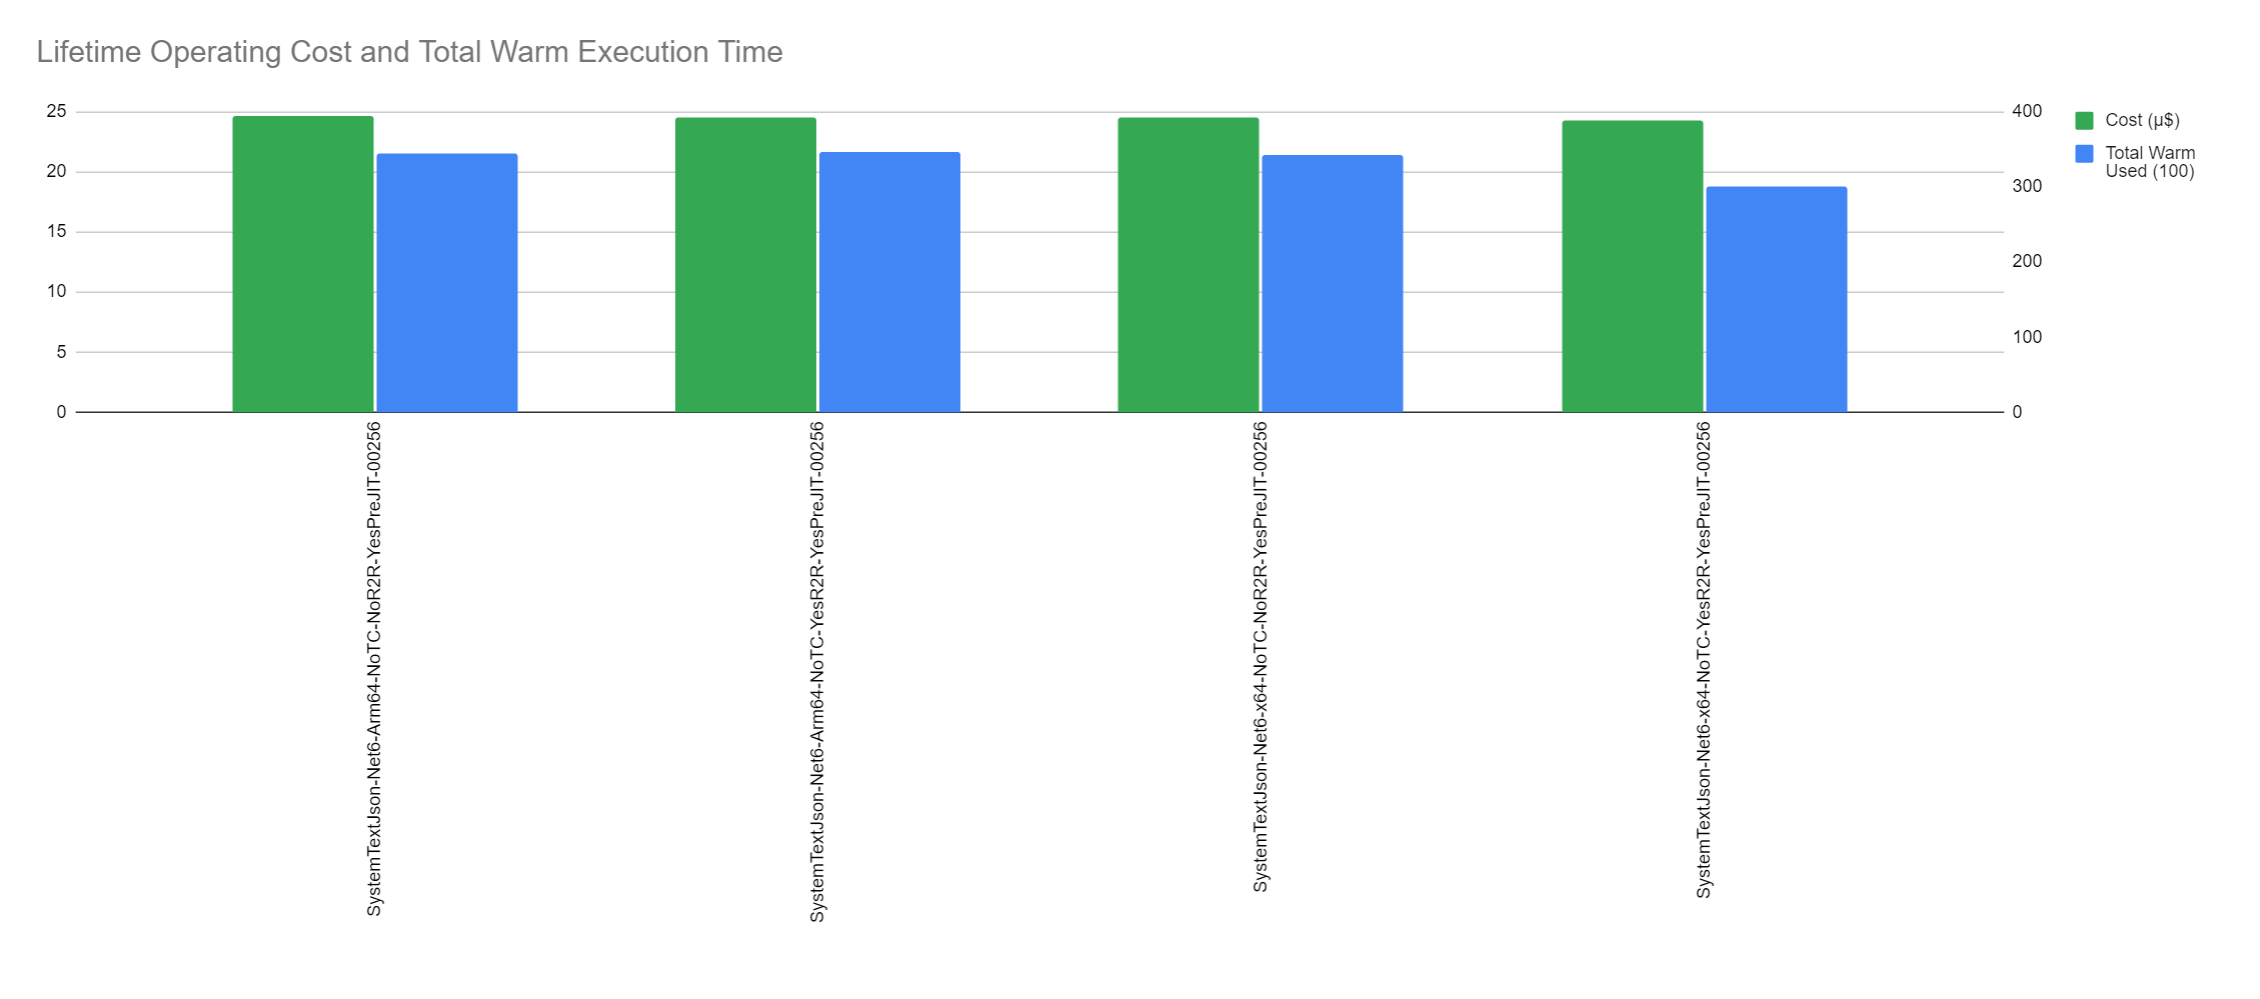 Lifetime Operating Cost and Total Warm Execution Time
25
20
15
10
5
0
400
300
200
100
0
Cost (μ$)
Total Warm
Used (100)
SystemTextJson-Net6-Arm64-NoTC-NoR2R-YesPreJIT-00256
SystemTextJson-Net6-Arm64-NoTC-YesR2R-YesPreJIT-00256
SystemTextJson-Net6-x64-NoTC-NoR2R-YesPreJIT-00256
SystemTextJson-Net6-x64-NoTC-YesR2R-YesPreJIT-00256